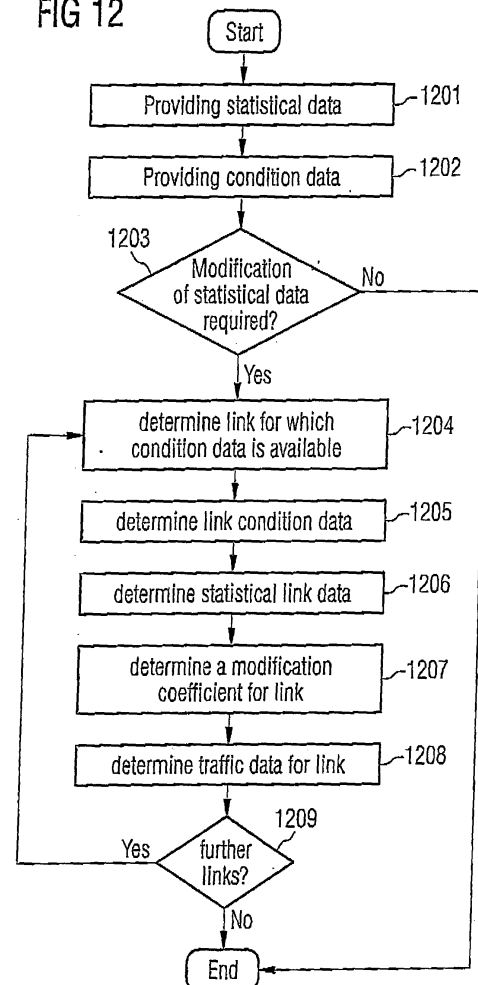 FIG 12
Start
Providing statistical data
1201
Providing condition data
1202
1203
Modification
of statistical data
required?
No
Yes
determine link for which
condition data is available
1204
determine link condition data
1205
determine statistical link data
1206
determine a modification
coefficient for link
1207
determine traffic data for link
1208
1209
Yes
further
links?
No
End